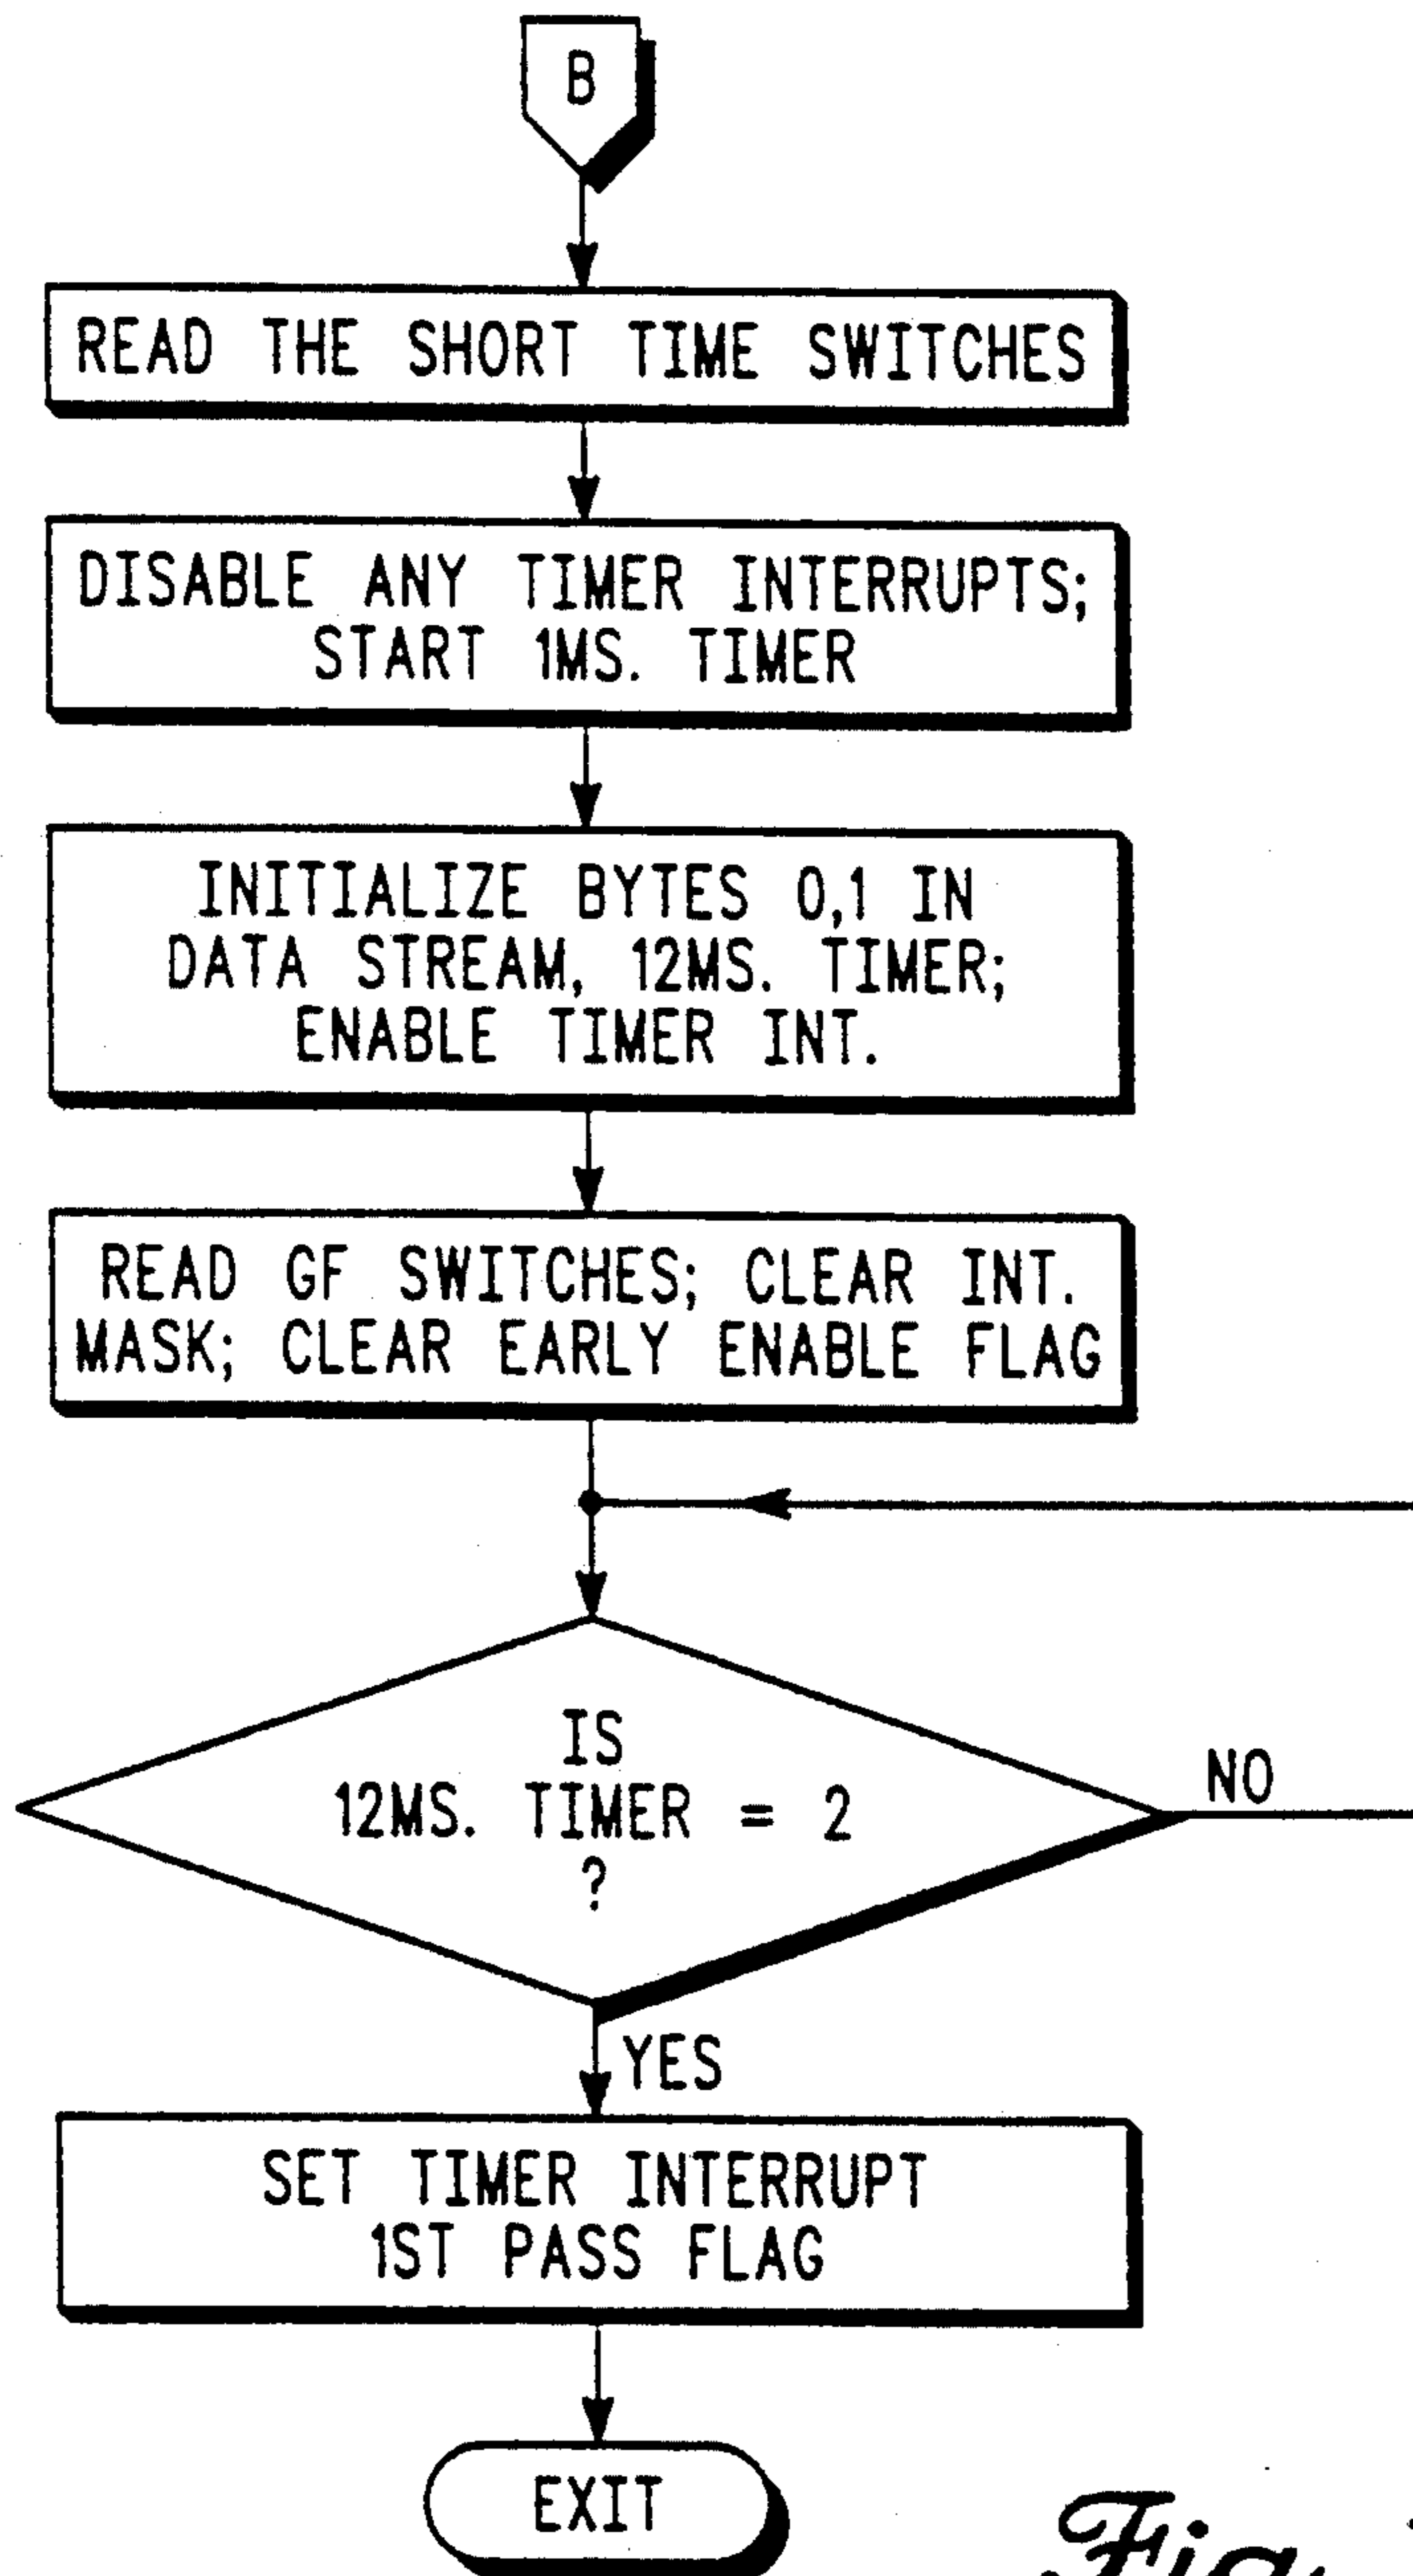 B
READ THE SHORT TIME SWITCHES
DISABLE ANY TIMER INTERRUPTS;
START 1MS. TIMER
INITIALIZE BYTES 0,1 IN
DATA STREAM, 12MS. TIMER;
ENABLE TIMER INT.
READ GF SWITCHES; CLEAR INT.
MASK; CLEAR EARLY ENABLE FLAG
IS
12MS. TIMER = 2
?
NO
YES
SET TIMER INTERRUPT
1ST PASS FLAG
EXIT
Fig